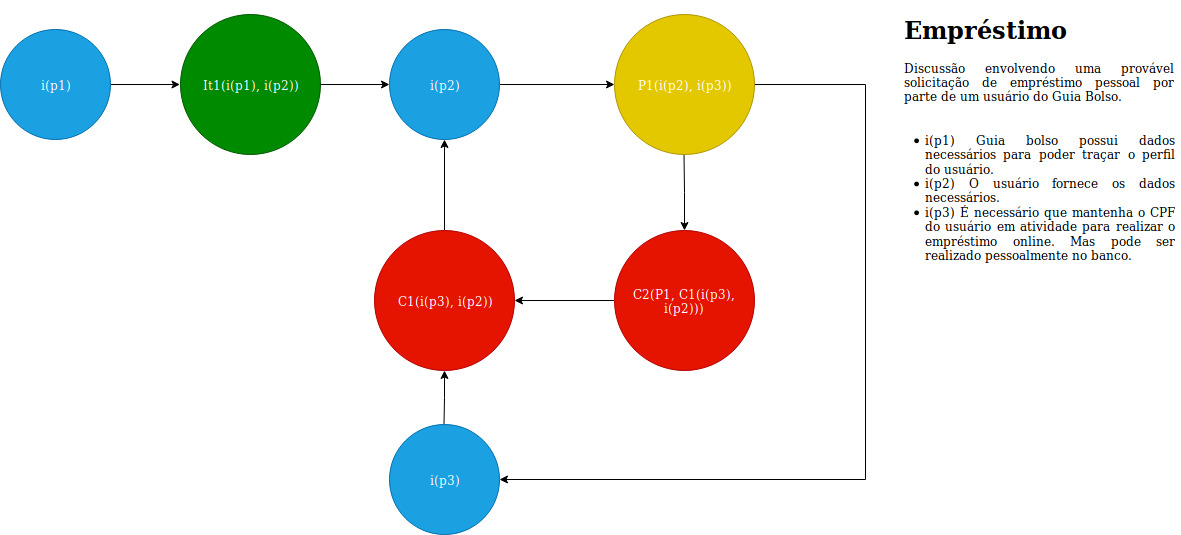 i(p1)
It1(i(p1), i(p2))
i(p2)
P1(i(p2), i(p3))
C1(i(p3), i(p2))
C2(P1, C1(i(p3),
i(p2)))
i(p3)
Empréstimo
Discussão envolvendo uma provável
solicitação de empréstimo pessoal por
parte de um usuário do Guia Bolso.
• i(p1) Guia bolso possui dados
necessários para poder traçar o perfil
do usuário.
• i(p2) O usuário fornece os dados
necessários.
• i(p3) É necessário que mantenha o CPF
do usuário em atividade para realizar o
empréstimo online. Mas pode ser
realizado pessoalmente no banco.